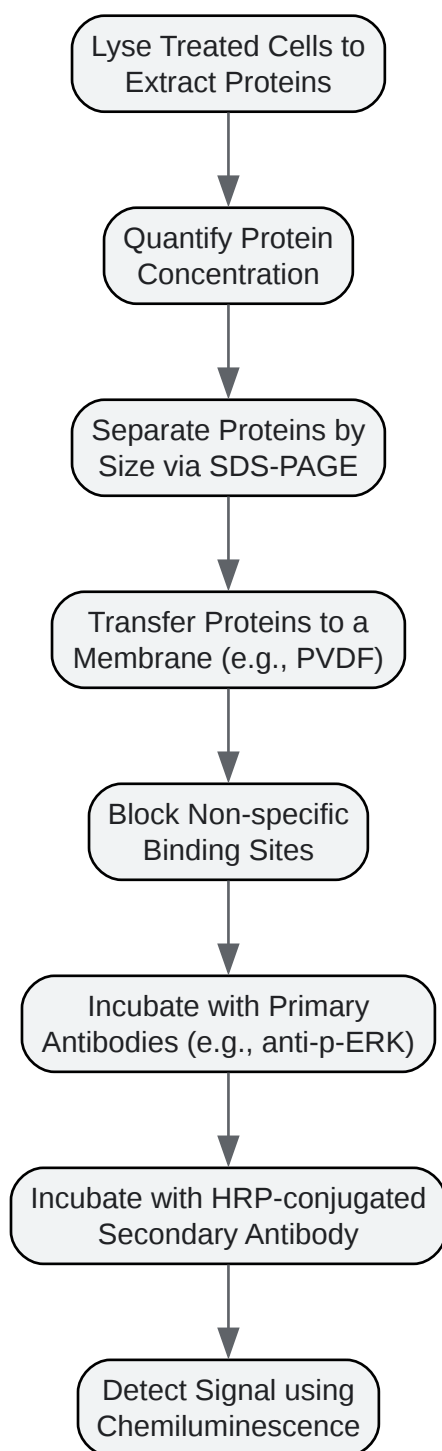 Lyse Treated Cells to
Extract Proteins
Quantify Protein
Concentration
Separate Proteins by
Size via SDS-PAGE
Transfer Proteins to a
Membrane (e.g., PVDF)
Block Non-specific
Binding Sites
Incubate with Primary
Antibodies (e.g., anti-p-ERK)
Incubate with HRP-conjugated
Secondary Antibody
Detect Signal using
Chemiluminescence